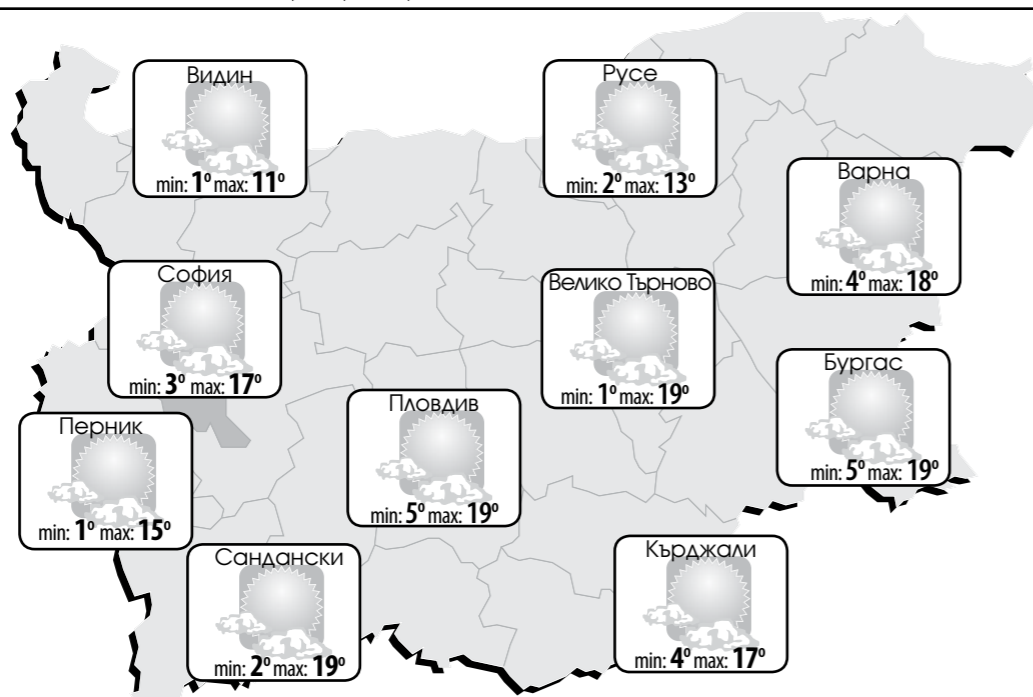 Видин
min: 1° max: 11°
Русе
min: 2° max: 13°
Варна
min: 4° max: 18°
София
min: 3° max: 17°
Велико Търново
min: 1° max: 19°
Бургас
min: 5° max: 19°
Пловдив
min: 5° max: 19°
Перник
min: 1° max: 15°
Сандански
min: 2° max: 19°
Кърджали
min: 4° max: 17°